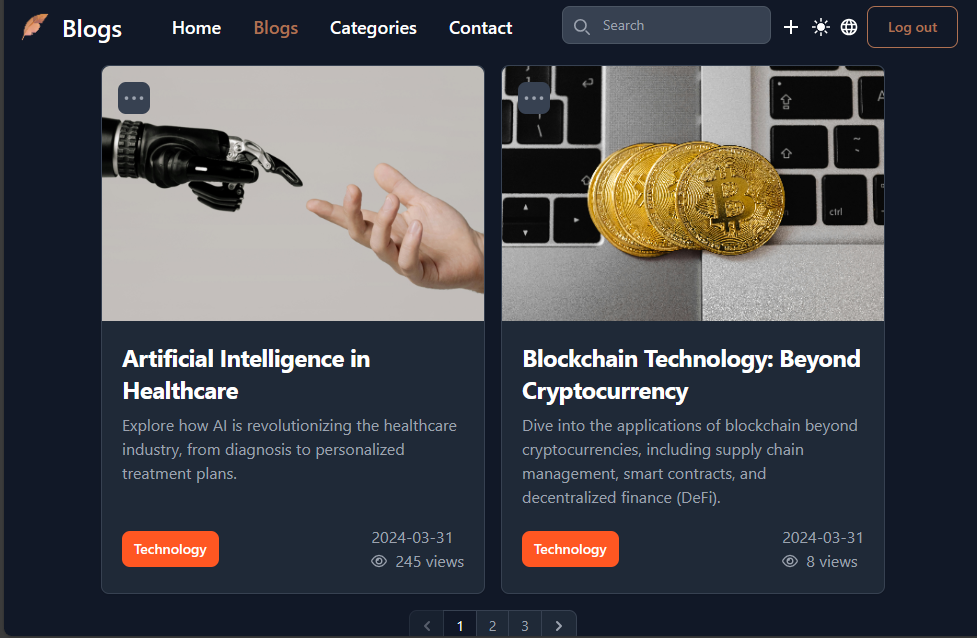 Blogs Home Blogs Categories Contact Search Log out
Artificial Intelligence in
Healthcare
Explore how AI is revolutionizing the healthcare
industry, from diagnosis to personalized
treatment plans.
Technology
2024-03-31
245 views
ctrl
Blockchain Technology: Beyond
Cryptocurrency
Dive into the applications of blockchain beyond
cryptocurrencies, including supply chain
management, smart contracts, and
decentralized finance (DeFi).
Technology
2024-03-31
8 views
1 2 3